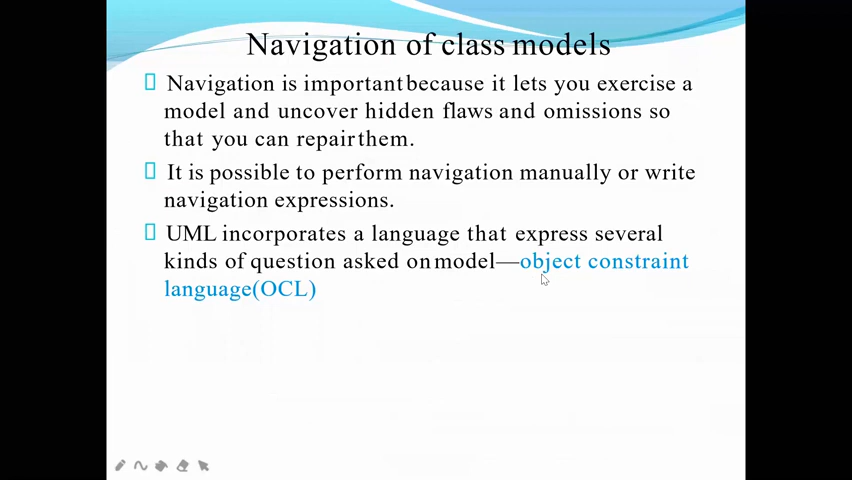 Navigation of class models
Navigation is important because it lets you exercise a
model and uncover hidden flaws and omissions so
that you can repair them.
It is possible to perform navigation manually or write
navigation expressions.
UML incorporates a language that express several
kinds of question asked on model—object constraint
language(OCL)